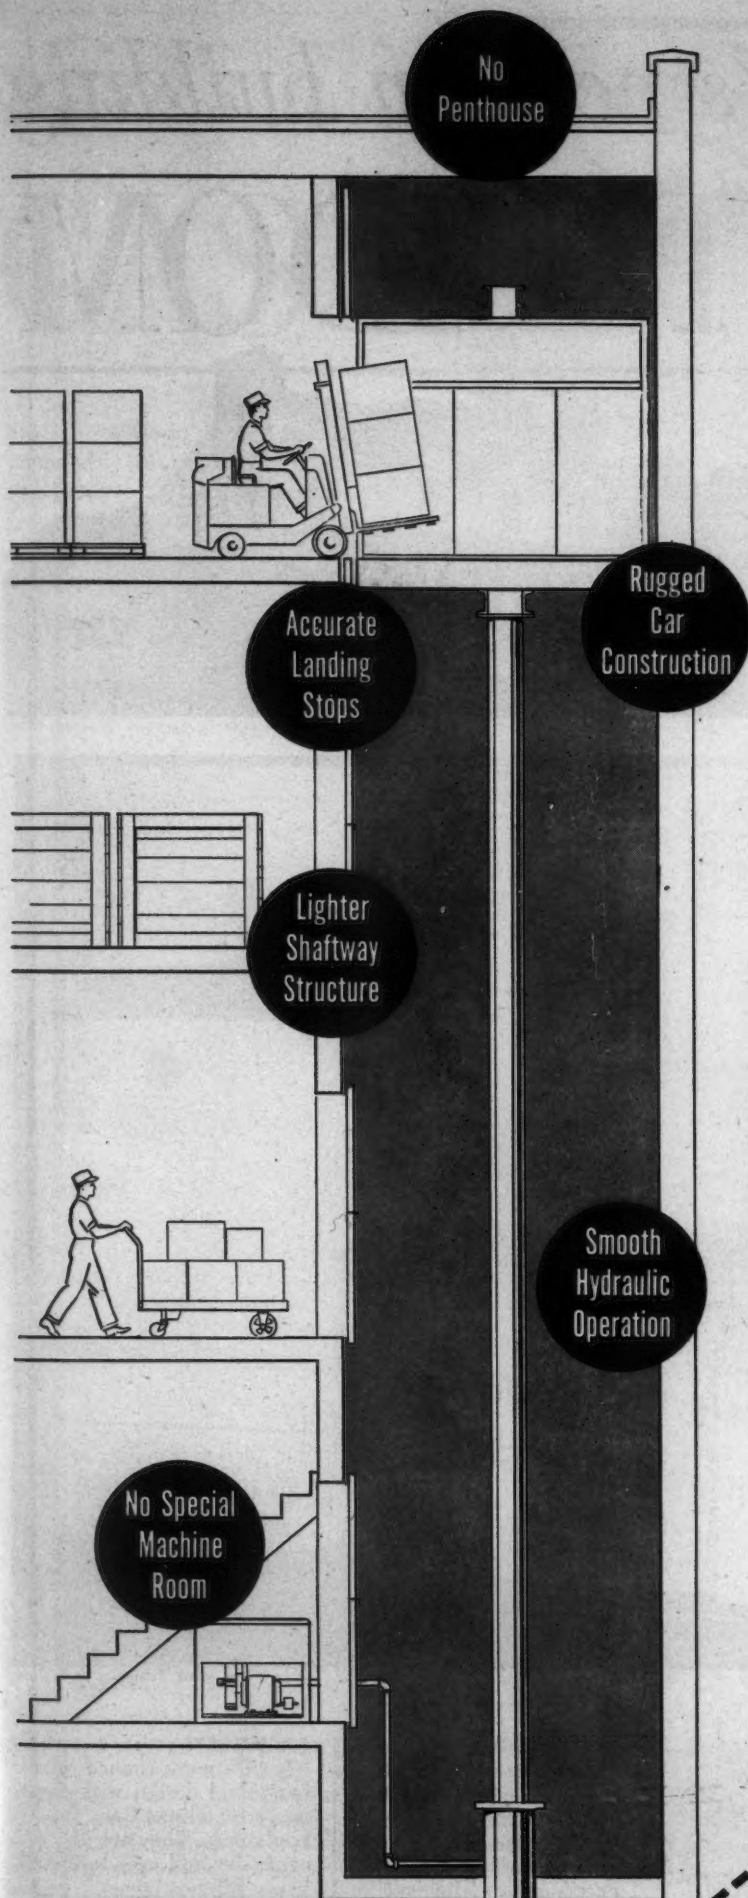 No
Penthouse
Rugged
Car
Construction
Accurate
Landing
Stops
Lighter
Shaftway
Structure
Smooth
Hydraulic
Operation
No Special
Machine
Room